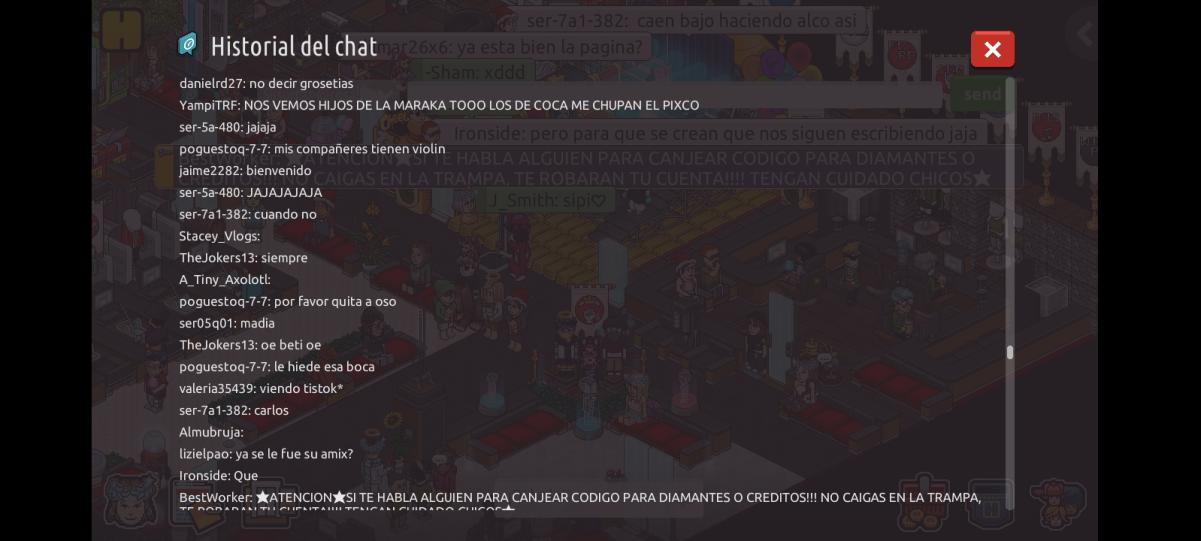 ser-7a1-382: caen bajo haciendo alco asi
Historial del chat
mar26x6: ya esta bien la pagina?
-Sham: xddd
danielrd27: no decir grosetias
send
YampiTRF: NOS VEMOS HIJOS DE LA MARAKA TOOO LOS DE COCA ME CHUPAN EL PIXCO
ser-5a-480: jajaja
Ironside: pero para que se crean que nos siguen escribiendo jaja
poguestoq-7-7: mis compañeres tienen violin
ATENCION★SI TE HABLA ALGUIEN PARA CANJEAR CODIGO PARA DIAMANTES O
jaime2282: bienvenido
CREDITOS!!! NO CAIGAS EN LA TRAMPA, TE ROBARAN TU CUENTA!!!! TENGAN CUIDADO CHICOS★
ser-5a-480: JAJAJAJAJA
J_Smith: sipi♡
ser-7a1-382: cuando no
Stacey_Vlogs:
TheJokers13: siempre
A_Tiny_Axolotl:
poguestoq-7-7: por favor quita a oso
ser05q01: madia
TheJokers13: oe beti oe
poguestoq-7-7: le hiede esa boca
valeria35439: viendo tistok*
ser-7a1-382: carlos
Almubruja:
lizielpao: ya se le fue su amix?
Ironside: Que
BestWorker: ★ATENCION★SI TE HABLA ALGUIEN PARA CANJEAR CODIGO PARA DIAMANTES O CREDITOS!!! NO CAIGAS EN LA TRAMPA,
TE ROBARAN TU CUENTA!!!! TENGAN CUIDADO CHICOS★